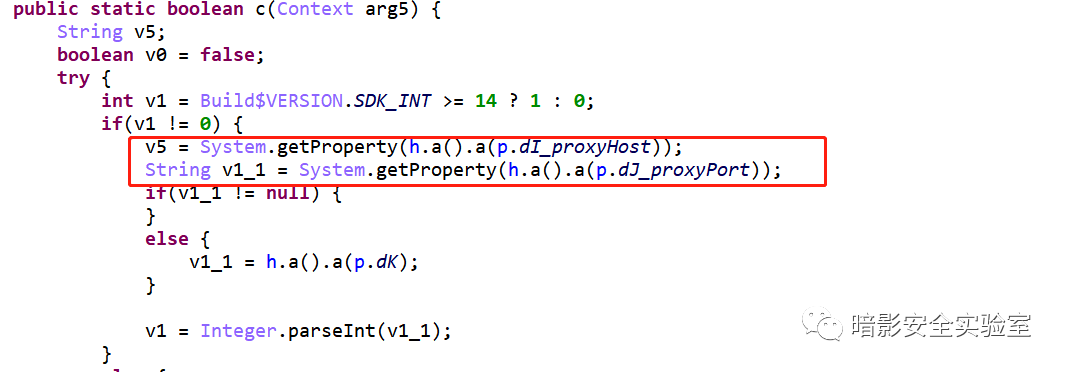 public static boolean c(Context arg5) {
String v5;
boolean v0 = false;
try {
int v1 = Build$VERSION.SDK_INT >= 14 ? 1 : 0;
if(v1 != 0) {
v5 = System.getProperty(h.a().a(p.dI_proxyHost));
String v1_1 = System.getProperty(h.a().a(p.dJ_proxyPort));
if(v1_1 != null) {
}
else {
v1_1 = h.a().a(p.dK);
}
v1 = Integer.parseInt(v1_1);
}
暗影安全实验室